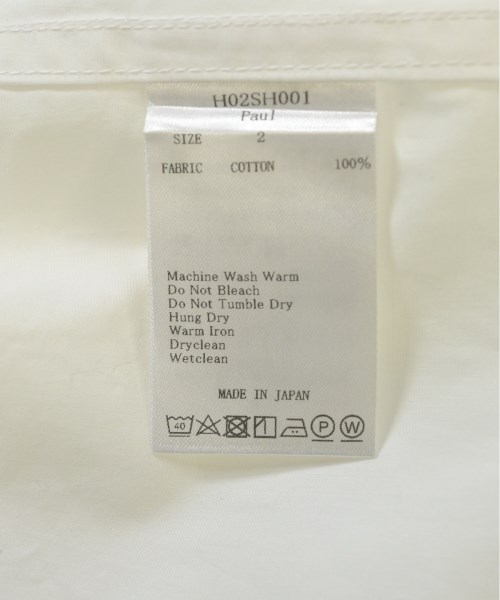 H02SH001
Paul
SIZE 2
FABRIC COTTON 100%
Machine Wash Warm
Do Not Bleach
Do Not Tumble Dry
Hung Dry
Warm Iron
Dryclean
Wetclean
MADE IN JAPAN
40 P W